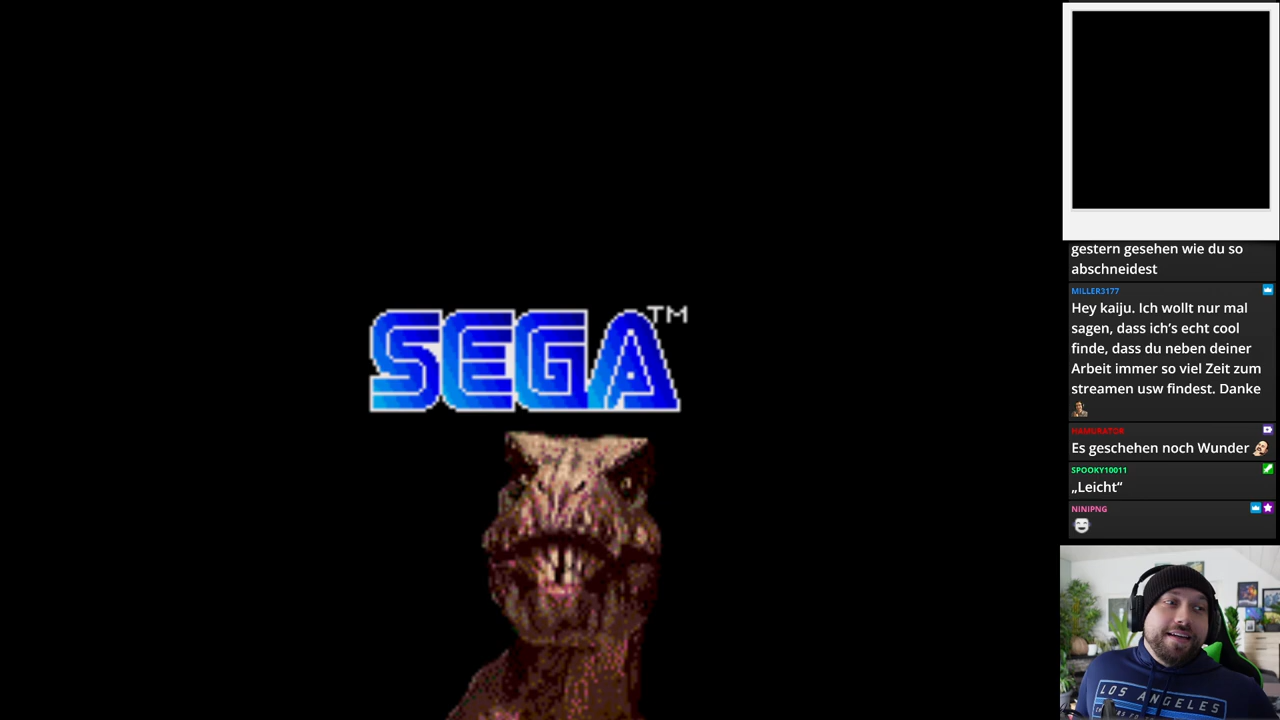 SEGA™
gestern gesehen wie du so
abschneidest
MILLER3177
Hey kaiju. Ich wollt nur mal
sagen, dass ich's echt cool
finde, dass du neben deiner
Arbeit immer so viel Zeit zum
streamen usw findest. Danke
HAMURATOR
Es geschehen noch Wunder
SPOOKY10011
„Leicht“
NINIPNG
LOS ANGELES